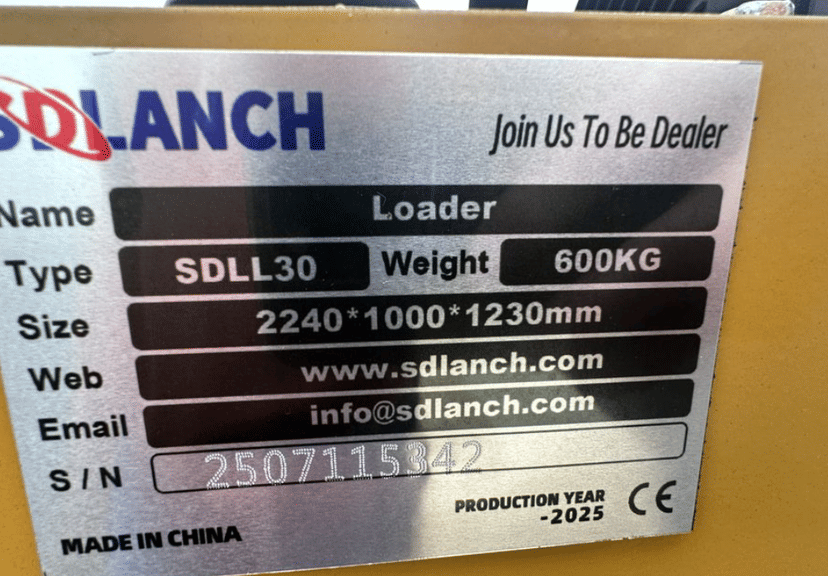 SDLANCH
Join Us To Be Dealer
Name Loader
Type SDLL30 Weight 600KG
Size 2240*1000*1230mm
Web www.sdlanch.com
Email info@sdlanch.com
S/N 2507115342
PRODUCTION YEAR
-2025
CE
MADE IN CHINA